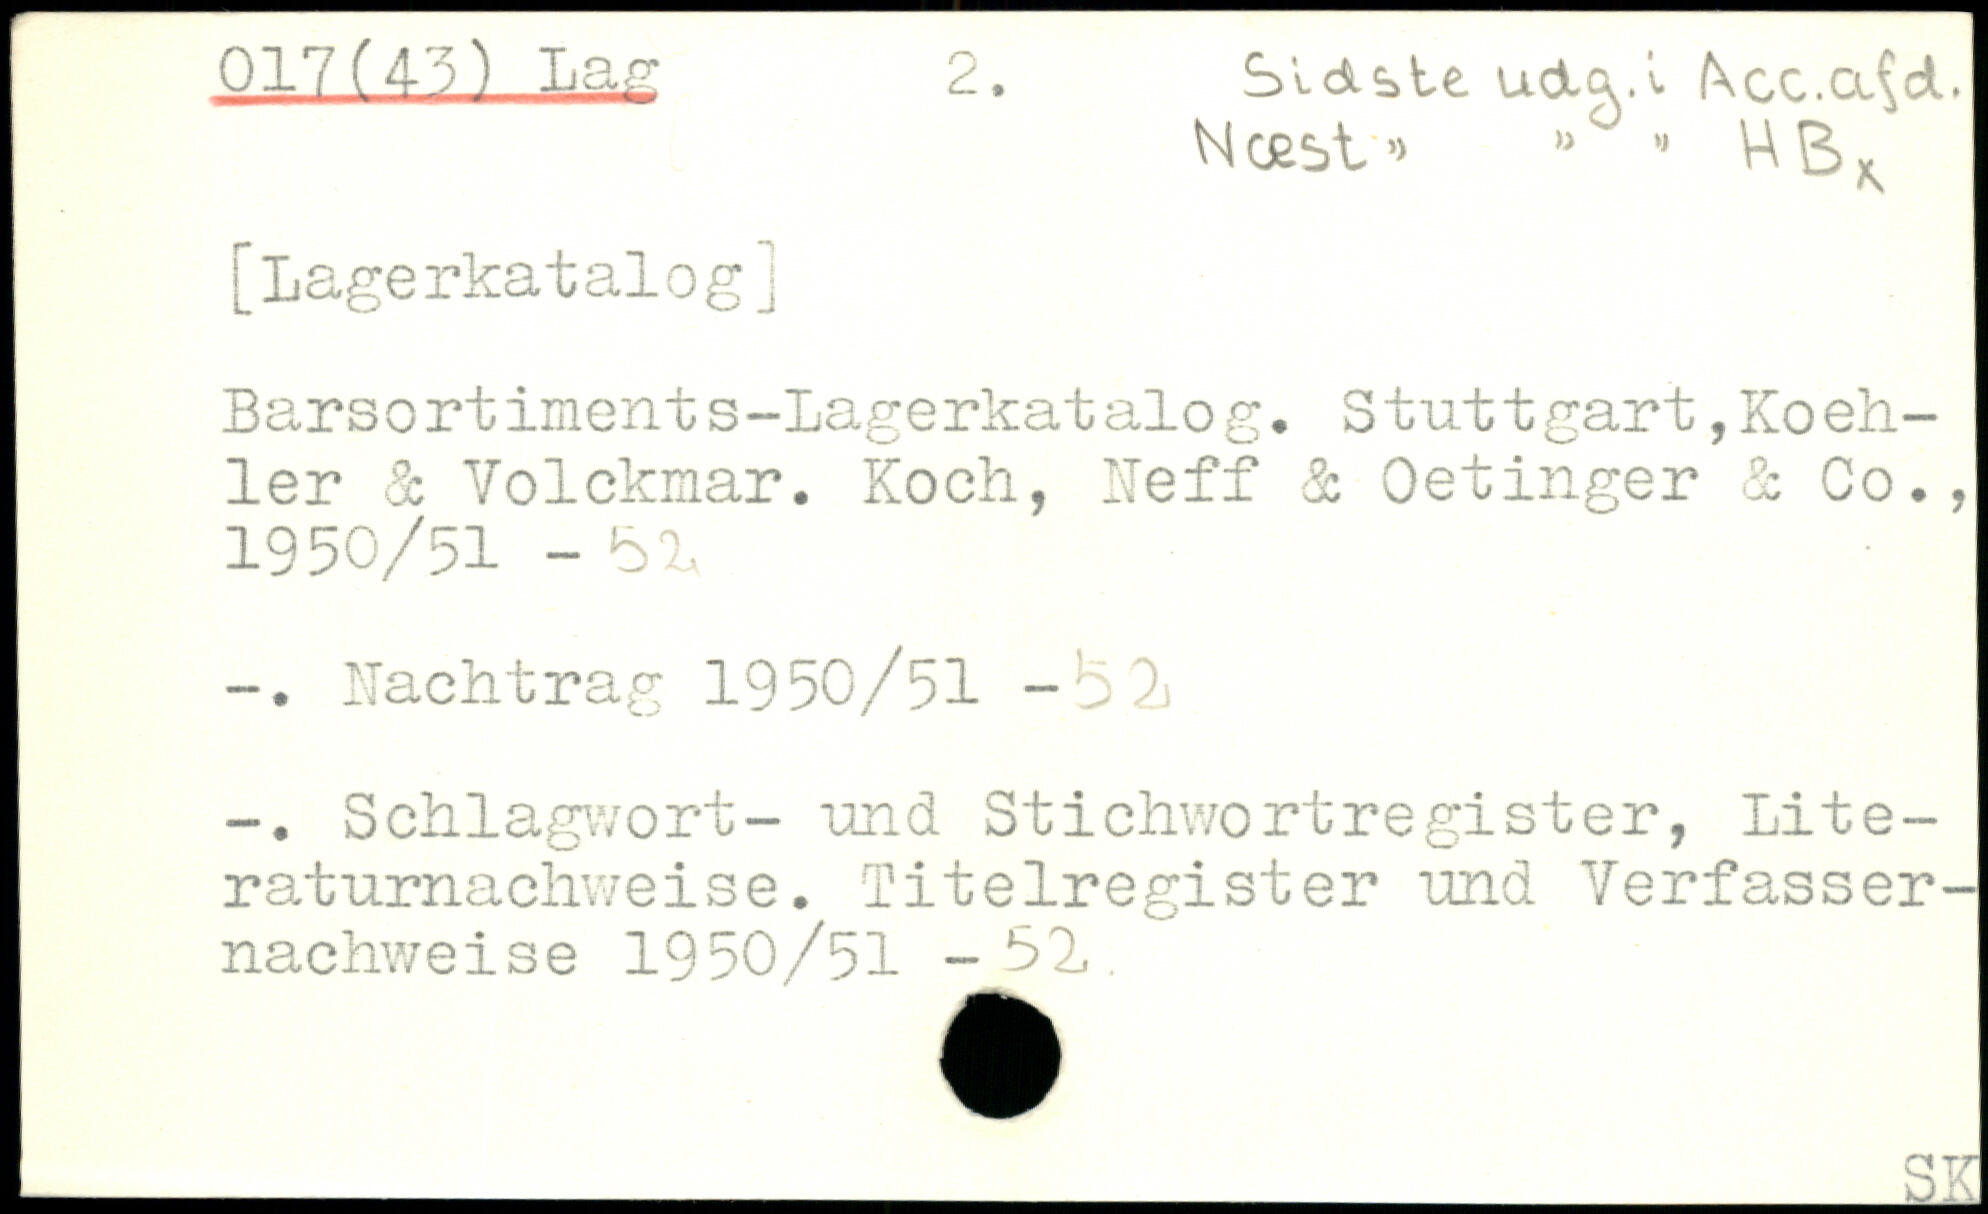 017(43) Lag 2. Sidste udg. i Acc.afd.
Næst " " " HBx
[Lagerkatalog]
Barsortiments-Lagerkatalog. Stuttgart,Koeh-
ler & Volckmar. Koch, Neff & Oetinger & Co.,
1950/51 - 52
-. Nachtrag 1950/51 - 52
-. Schlagwort- und Stichwortregister, Lite-
raturnachweise. Titelregister und Verfasser-
nachweise 1950/51 - 52.
SK